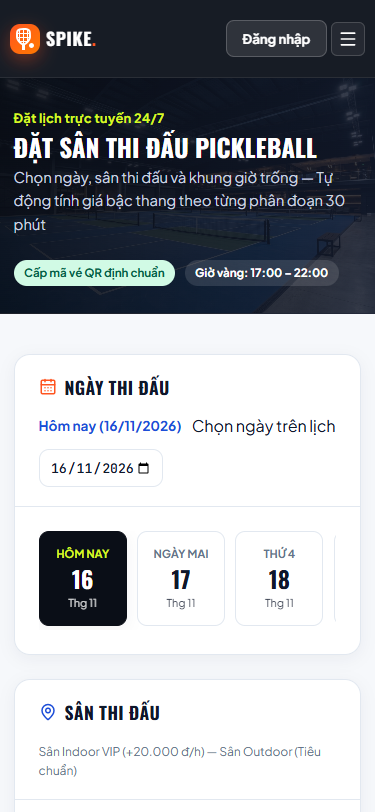 SPIKE.
Đăng nhập
Đặt lịch trực tuyến 24/7
ĐẶT SÂN THI ĐẤU PICKLEBALL
Chọn ngày, sân thi đấu và khung giờ trống — Tự
động tính giá bậc thang theo từng phân đoạn 30
phút
Cấp mã vé QR định chuẩn
Giờ vàng: 17:00 – 22:00
NGÀY THI ĐẤU
Hôm nay (16/11/2026)
Chọn ngày trên lịch
16/11/2026
HÔM NAY
16
Thg 11
NGÀY MAI
17
Thg 11
THỨ 4
18
Thg 11
SÂN THI ĐẤU
Sân Indoor VIP (+20.000 đ/h) — Sân Outdoor (Tiêu
chuẩn)